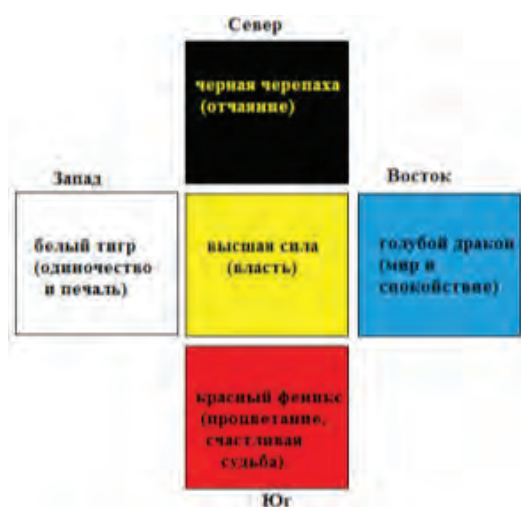 Север
черная черепаха
(отчаяние)
Запад
Восток
белый тигр
(одиночество
и печаль)
высшая сила
(власть)
голубой дракон
(мир и
спокойствие)
красный феникс
(процветание,
счастливая
судьба)
Юг